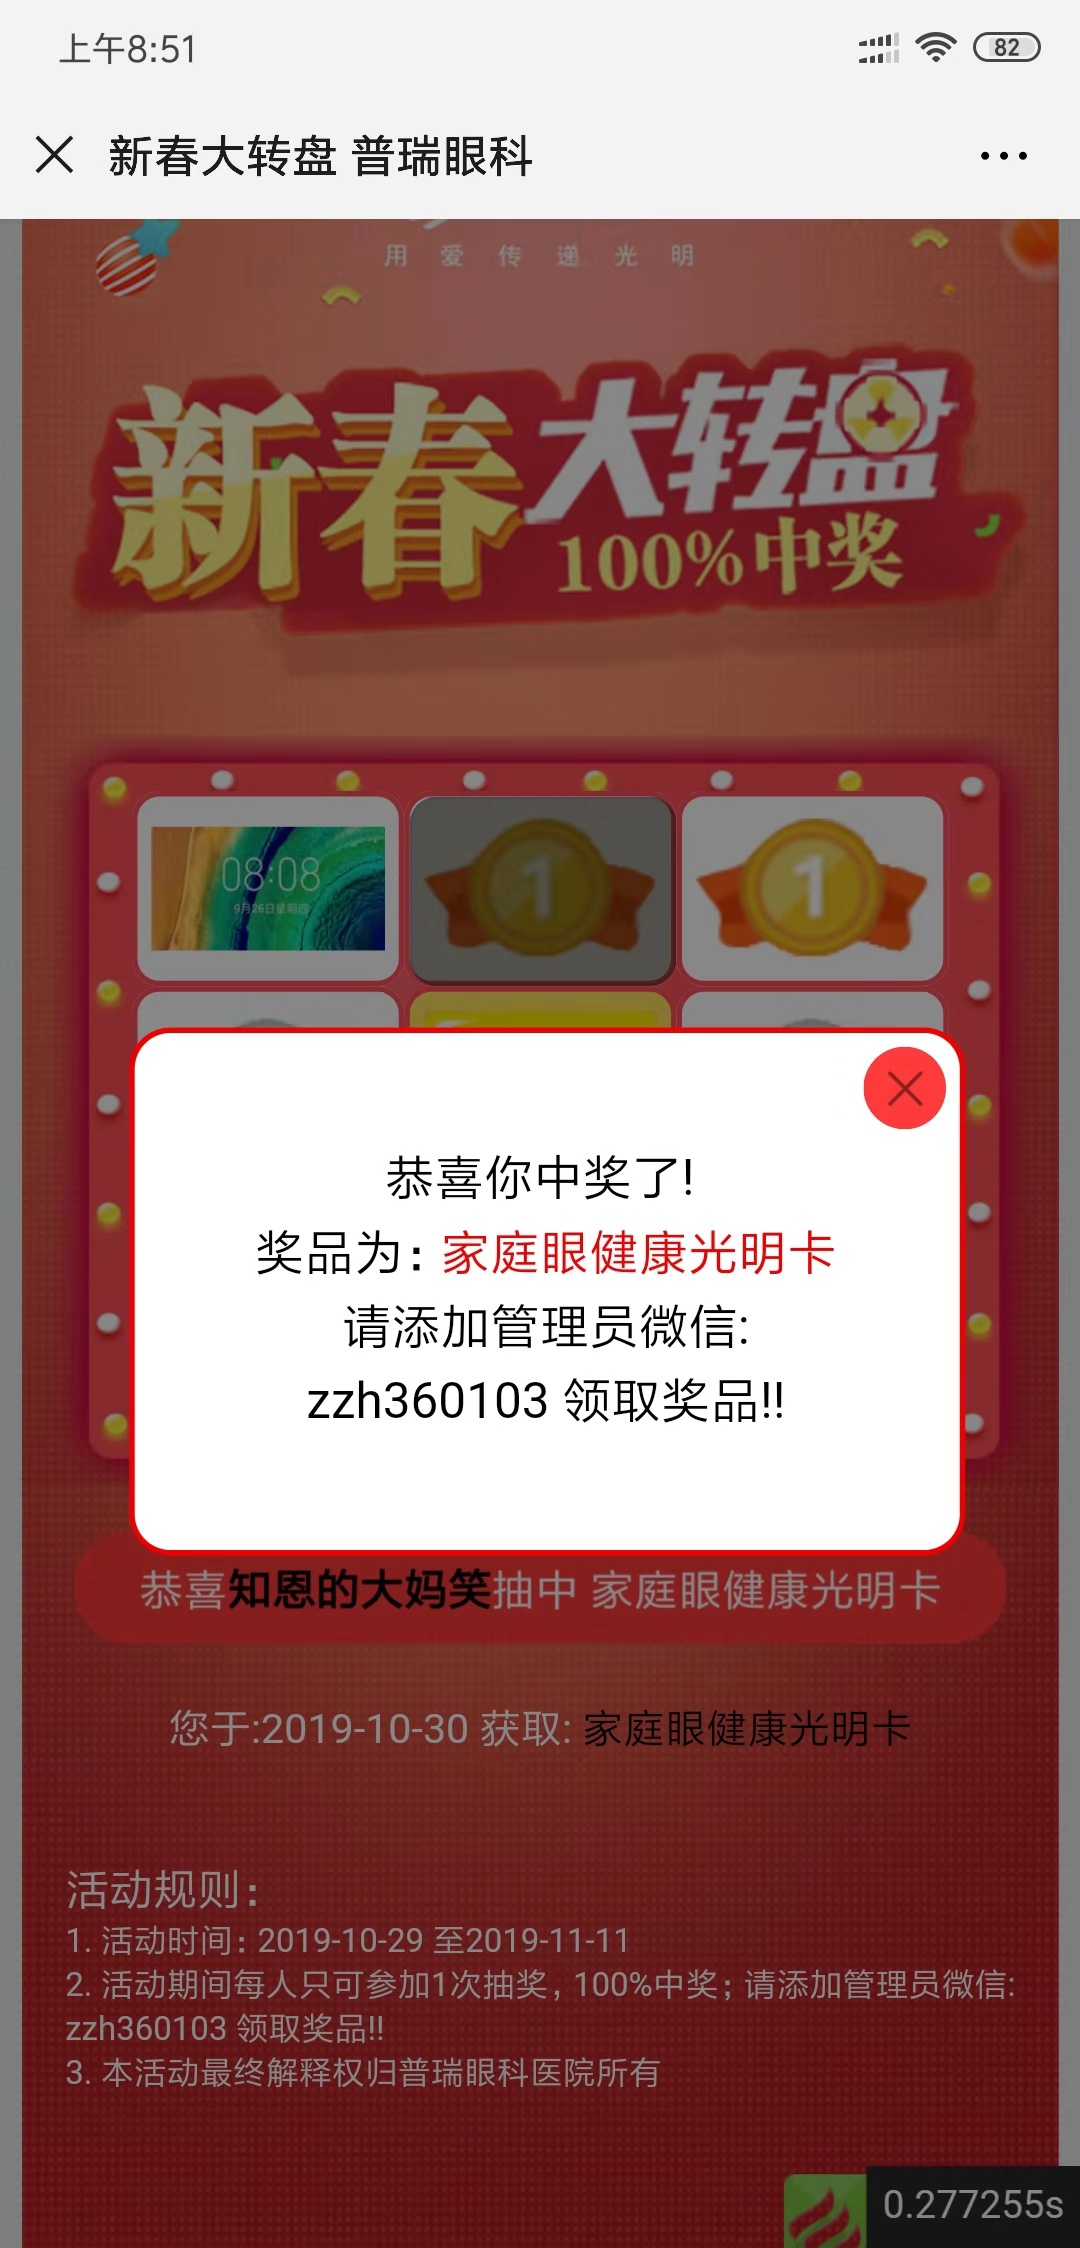 上午8:51
82
新春大转盘 普瑞眼科
用爱传递光明
新春大转盘
100%中奖
08:08
9月26日星期四
1
1
恭喜你中奖了!
奖品为：家庭眼健康光明卡
请添加管理员微信:
zzh360103 领取奖品!!
恭喜知恩的大妈笑抽中 家庭眼健康光明卡
您于:2019-10-30 获取: 家庭眼健康光明卡
活动规则：
1. 活动时间：2019-10-29 至2019-11-11
2. 活动期间每人只可参加1次抽奖，100%中奖；请添加管理员微信:
zzh360103 领取奖品!!
3. 本活动最终解释权归普瑞眼科医院所有
0.277255s